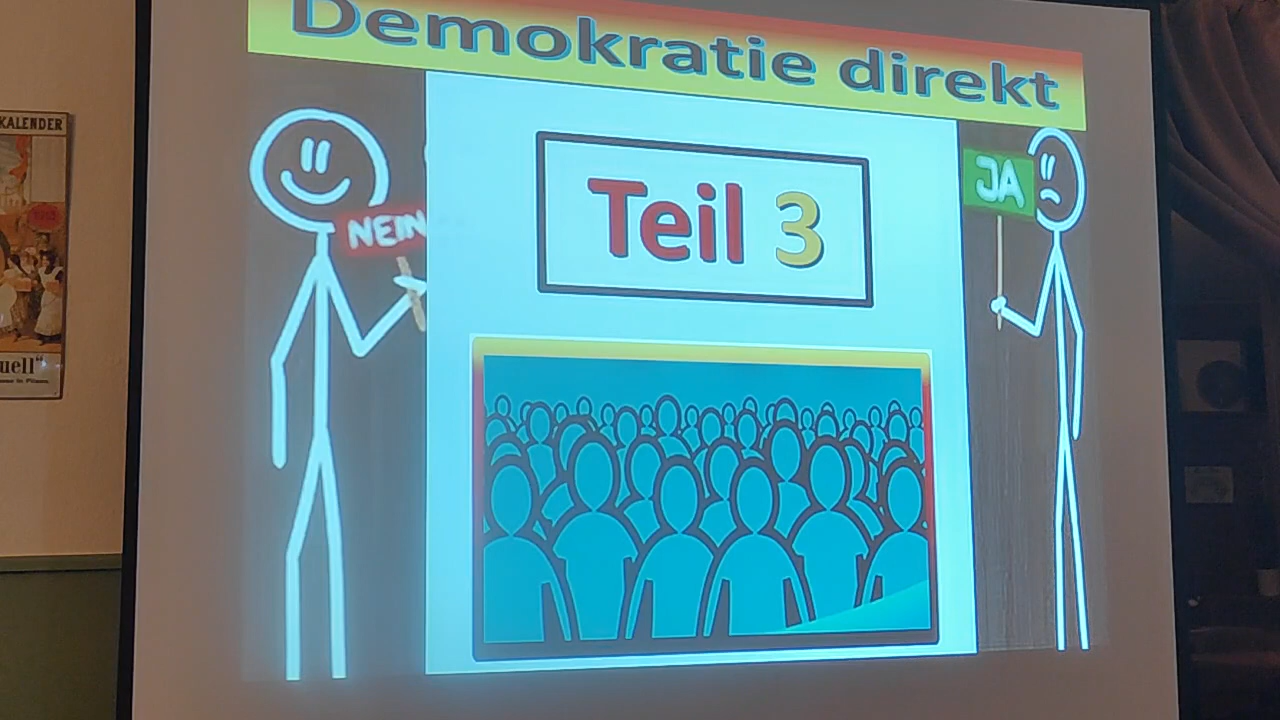 Demokratie direkt
KALENDER
Teil 3
JA
NEIN
uell"